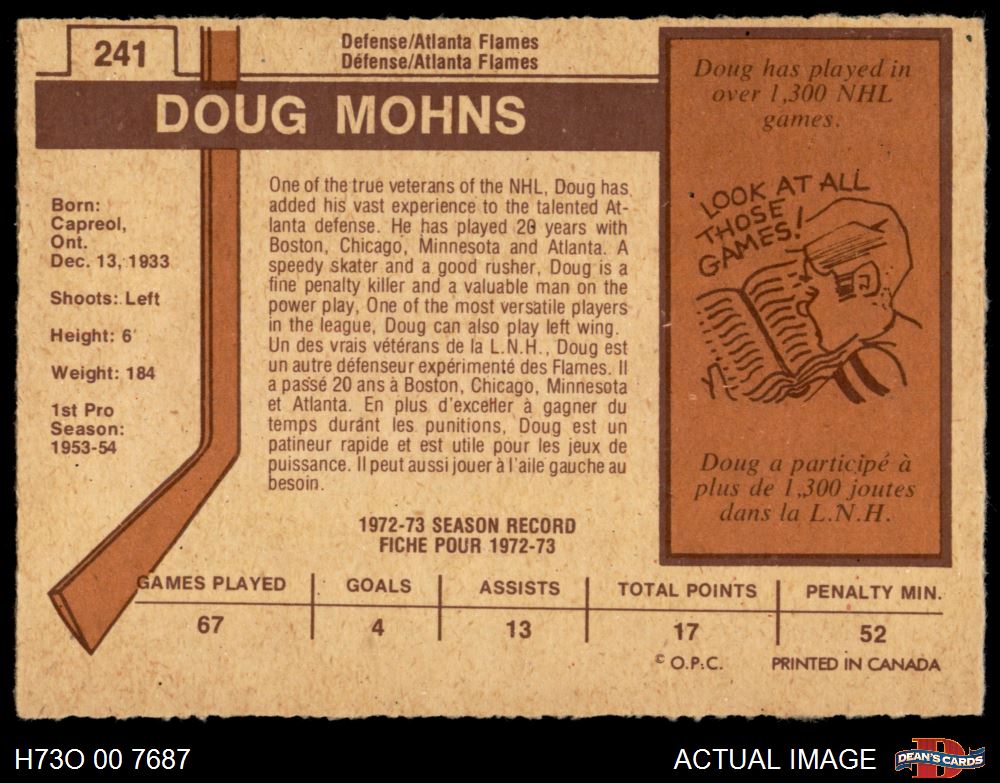 241
Defense/Atlanta Flames
Défense/Atlanta Flames
DOUG MOHNS
Born:
Capreol,
Ont.
Dec. 13, 1933
Shoots: Left
Height: 6'
Weight: 184
1st Pro
Season:
1953-54
One of the true veterans of the NHL, Doug has
added his vast experience to the talented At-
lanta defense. He has played 20 years with
Boston, Chicago, Minnesota and Atlanta. A
speedy skater and a good rusher, Doug is a
fine penalty killer and a valuable man on the
power play. One of the most versatile players
in the league, Doug can also play left wing.
Un des vrais vétérans de la L.N.H., Doug est
un autre défenseur expérimenté des Flames. Il
a passé 20 ans à Boston, Chicago, Minnesota
et Atlanta. En plus d'exceller à gagner du
temps durant les punitions, Doug est un
patineur rapide et est utile pour les jeux de
puissance. Il peut aussi jouer à l'aile gauche au
besoin.
Doug has played in
over 1,300 NHL
games.
LOOK AT ALL
THOSE
GAMES!
Doug a participé à
plus de 1,300 joutes
dans la L.N.H.
1972-73 SEASON RECORD
FICHE POUR 1972-73
GAMES PLAYED GOALS ASSISTS TOTAL POINTS PENALTY MIN.
67 4 13 17 52
© O.P.C. PRINTED IN CANADA
H73O 00 7687 ACTUAL IMAGE DEAN'S CARDS